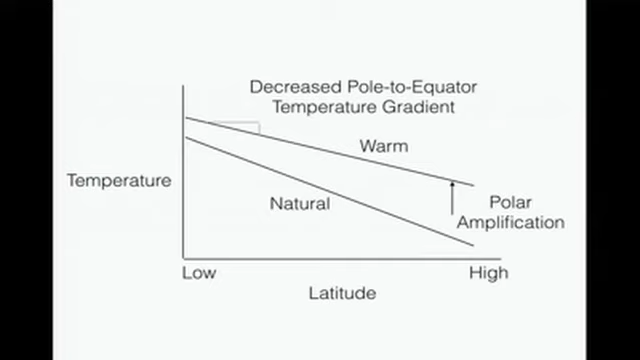 Decreased Pole-to-Equator
Temperature Gradient
Warm
Temperature
Natural
Polar
Amplification
Low
High
Latitude